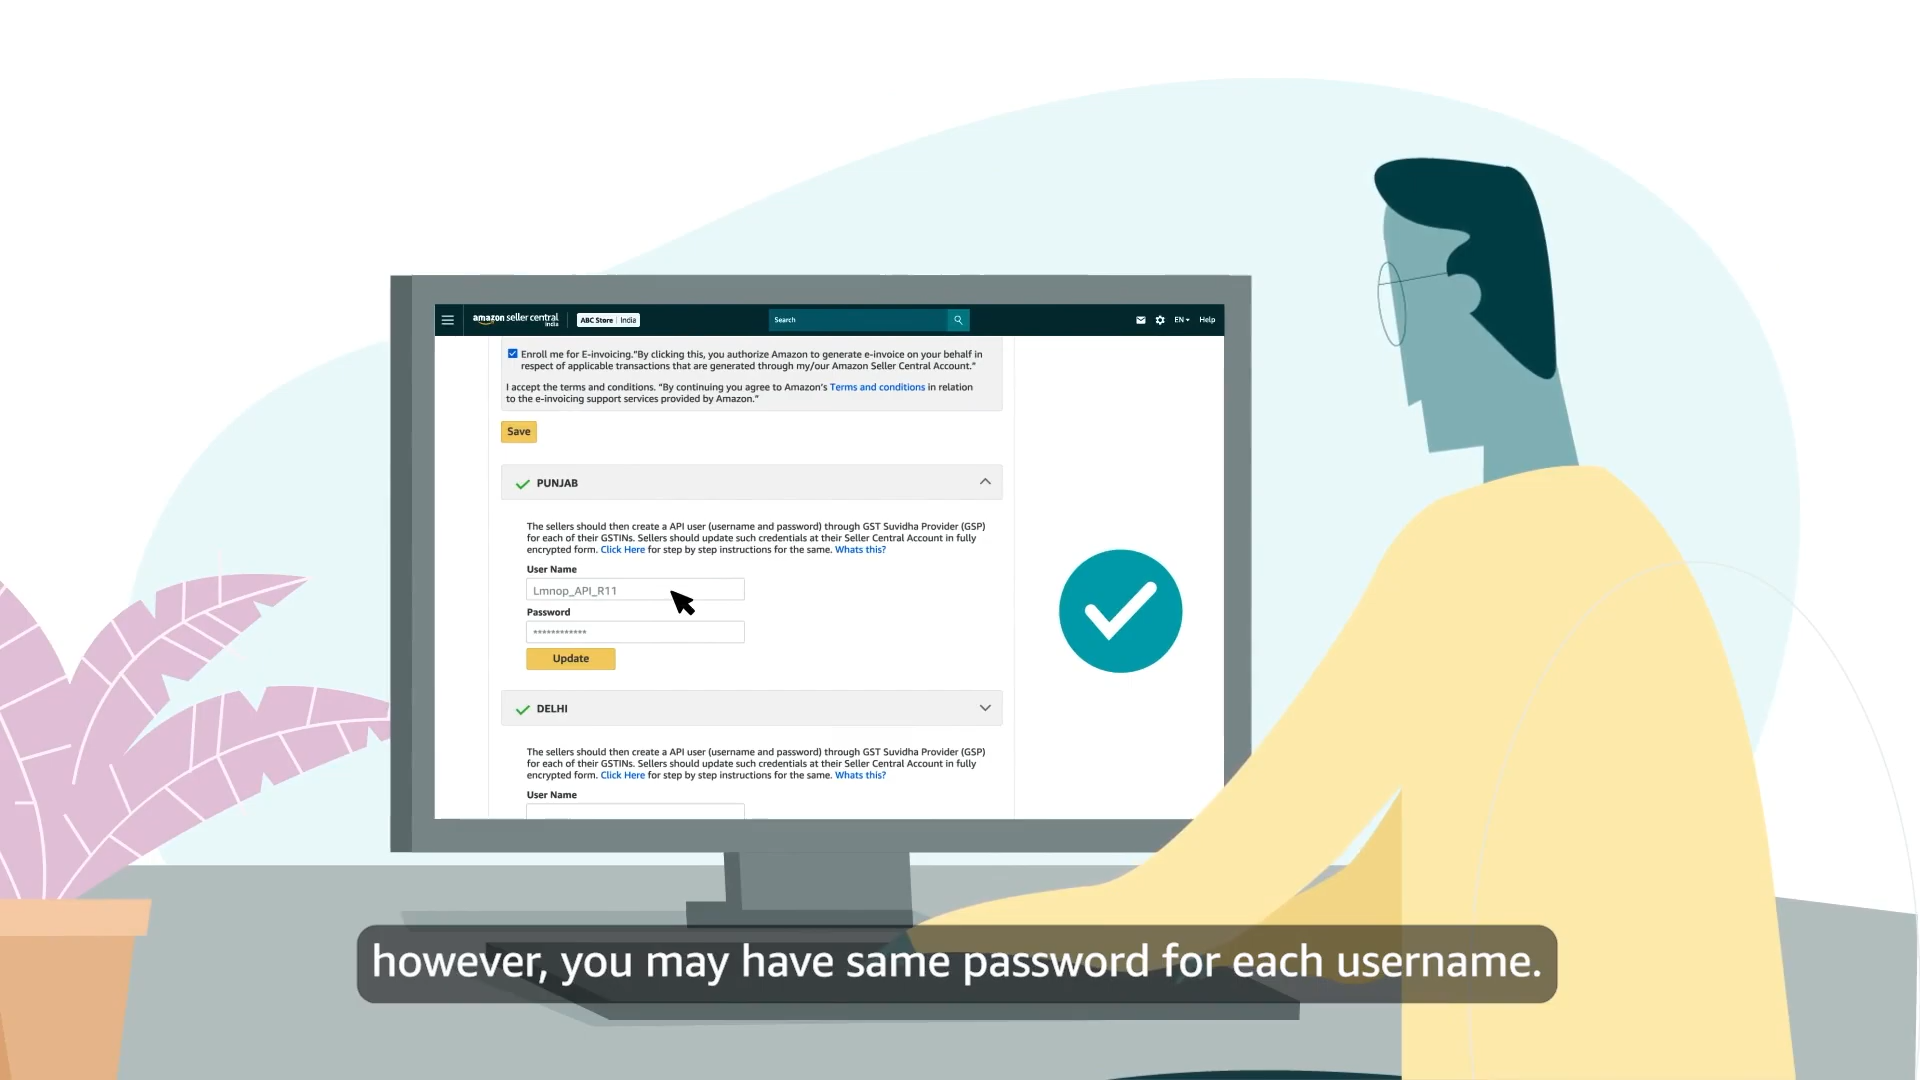 amazon seller central
india
ABC Store | India
Search
EN
Help
Enroll me for E-invoicing."By clicking this, you authorize Amazon to generate e-invoice on your behalf in
respect of applicable transactions that are generated through my/our Amazon Seller Central Account."
I accept the terms and conditions. "By continuing you agree to Amazon's Terms and conditions in relation
to the e-invoicing support services provided by Amazon."
Save
PUNJAB
The sellers should then create a API user (username and password) through GST Suvidha Provider (GSP)
for each of their GSTINs. Sellers should update such credentials at their Seller Central Account in fully
encrypted form. Click Here for step by step instructions for the same. Whats this?
User Name
Lmnop_API_R11
Password
************
Update
DELHI
The sellers should then create a API user (username and password) through GST Suvidha Provider (GSP)
for each of their GSTINs. Sellers should update such credentials at their Seller Central Account in fully
encrypted form. Click Here for step by step instructions for the same. Whats this?
User Name
however, you may have same password for each username.